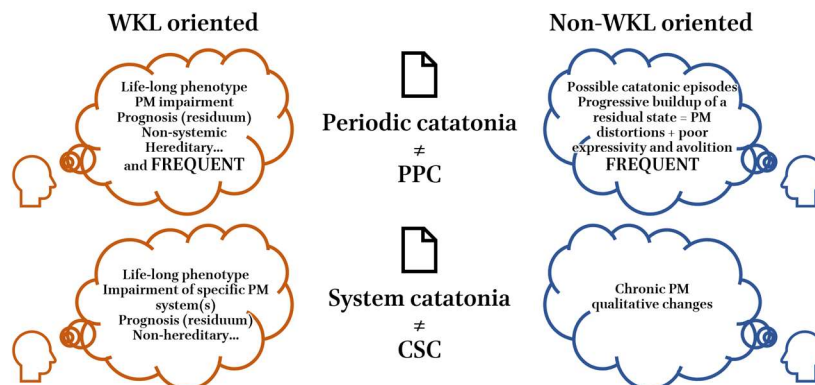 WKL oriented
Non-WKL oriented
Life-long phenotype
PM impairment
Prognosis (residuum)
Non-systemic
Hereditary...
and FREQUENT
Periodic catatonia
≠
PPC
Possible catatonic episodes
Progressive buildup of a
residual state = PM
distortions + poor
expressivity and avolition
FREQUENT
Life-long phenotype
Impairment of specific PM
system(s)
Prognosis (residuum)
Non-hereditary...
System catatonia
≠
CSC
Chronic PM
qualitative changes